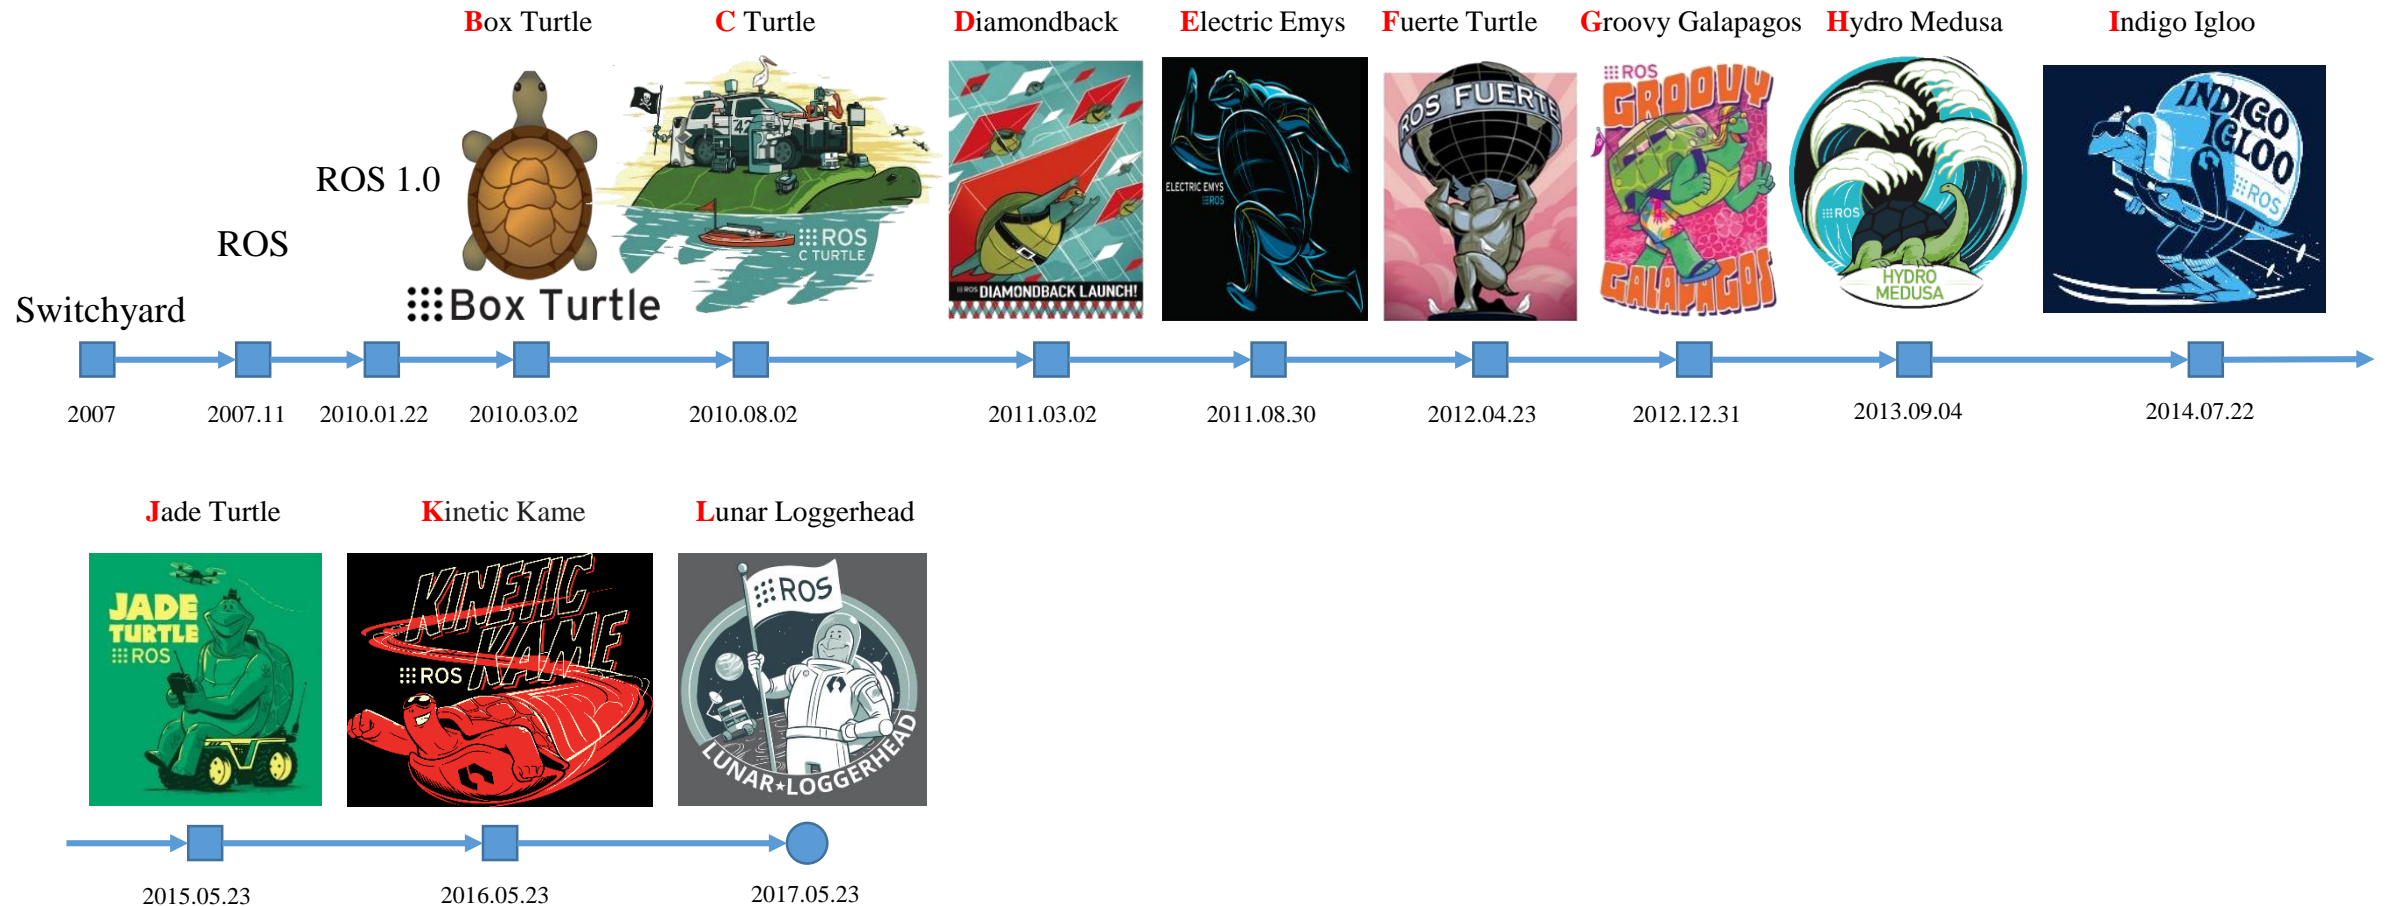 Box Turtle
C Turtle
Diamondback
Electric Emys
Fuerte Turtle
Groovy Galapagos
Hydro Medusa
Indigo Igloo
Switchyard
ROS
ROS 1.0
Box Turtle
42
ROS
C TURTLE
ROS DIAMONDBACK LAUNCH!
ELECTRIC EMYS
ROS
ROS FUERTE
ROS
GROOVY
GALAPAGOS
ROS
HYDRO
MEDUSA
INDIGO
IGLOO
ROS
2007
2007.11
2010.01.22
2010.03.02
2010.08.02
2011.03.02
2011.08.30
2012.04.23
2012.12.31
2013.09.04
2014.07.22
Jade Turtle
Kinetic Kame
Lunar Loggerhead
JADE
TURTLE
ROS
KINETIC
KAME
ROS
ROS
LUNAR★LOGGERHEAD
2015.05.23
2016.05.23
2017.05.23